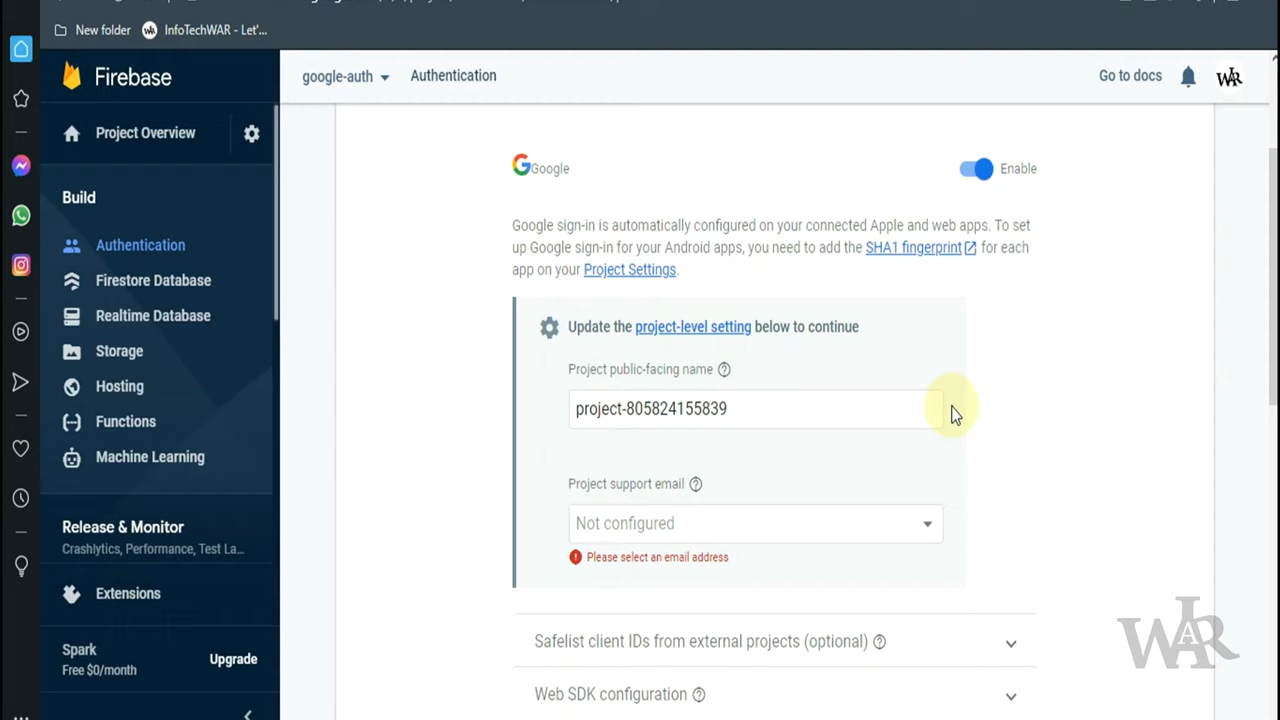 New folder
InfoTechWAR - Let'...
Firebase
google-auth
Authentication
Go to docs
WAR
Project Overview
Build
Authentication
Firestore Database
Realtime Database
Storage
Hosting
Functions
Machine Learning
Release & Monitor
Crashlytics, Performance, Test La...
Extensions
Spark
Free $0/month
Upgrade
Google
Enable
Google sign-in is automatically configured on your connected Apple and web apps. To set
up Google sign-in for your Android apps, you need to add the SHA1 fingerprint for each
app on your Project Settings.
Update the project-level setting below to continue
Project public-facing name
project-805824155839
Project support email
Not configured
Please select an email address
Safelist client IDs from external projects (optional)
Web SDK configuration
WAR